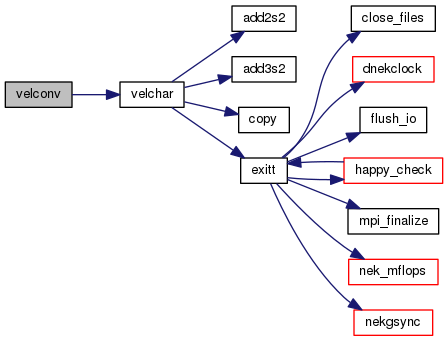 velconv
velchar
add2s2
add3s2
copy
exitt
close_files
dnekclock
flush_io
happy_check
mpi_finalize
nek_mflops
nekgsync